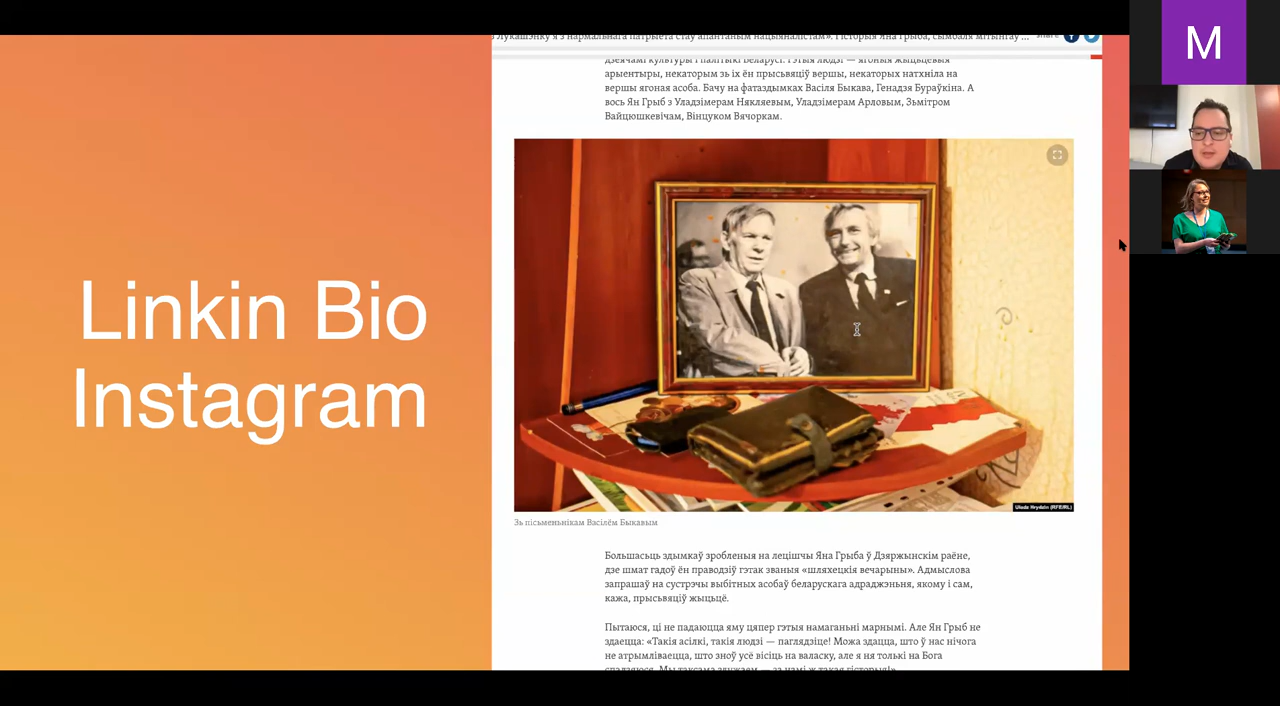 Linkin Bio
Instagram
Лукашэнку я з нармальнага патрыёта стаў апантаным нацыяналістам». Гісторыя Яна Грыба, сымбаля мітынгаў ...
дзеячамі культуры і палітыкі Беларусі. Гэтыя людзі — ягоныя жыцьцёвыя
арыентыры, некаторым зь іх ён прысьвяціў вершы, некаторых натхніла на
вершы ягоная асоба. Бачу на фатаздымках Васіля Быкава, Генадзя Бураўкіна. А
вось Ян Грыб з Уладзімерам Някляевым, Уладзімерам Арловым, Зьмітром
Вайцюшкевічам, Вінцуком Вячоркам.
Uladz Hrydzin (RFE/RL)
Зь пісьменьнікам Васілём Быкавым
Большасьць здымкаў зробленыя на лецішчы Яна Грыба ў Дзяржынскім раёне,
дзе шмат гадоў ён праводзіў гэтак званыя «шляхецкія вечарыны». Адмыслова
запрашаў на сустрэчы выбітных асобаў беларускага адраджэньня, якому і сам,
кажа, прысьвяціў жыцьцё.
Пытаюся, ці не падаюцца яму цяпер гэтыя намаганьні марнымі. Але Ян Грыб не
здаецца: «Такія асілкі, такія людзі — паглядзіце! Можа здацца, што ў нас нічога
не атрымліваецца, што зноў усё вісіць на валаску, але я ня толькі на Бога
M